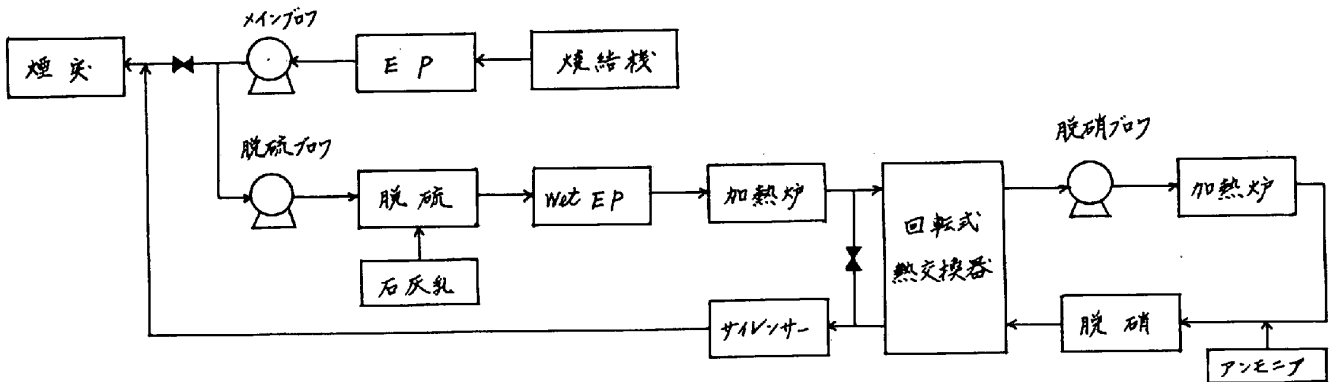 メインブロワ
煙突
EP
焼結機
脱硫ブロワ
脱硝ブロワ
脱硫
Wet EP
加熱炉
回転式
熱交換器
加熱炉
石灰乳
サイレンサー
脱硝
アンモニア